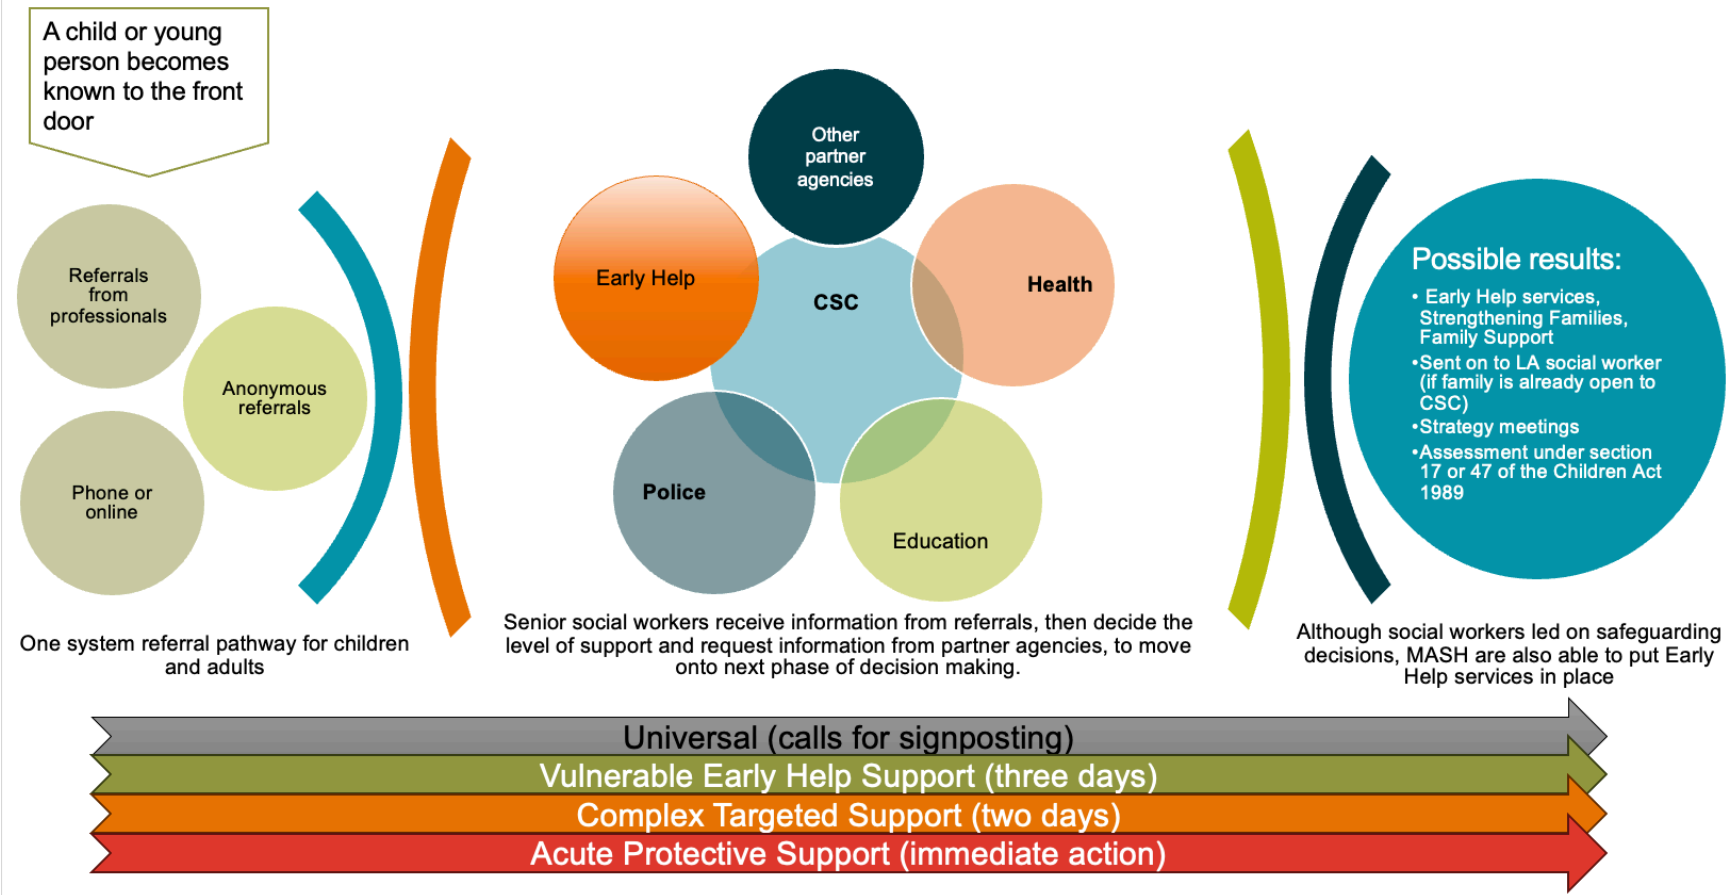 A child or young
person becomes
known to the front
door
Referrals
from
professionals
Anonymous
referrals
Phone or
online
One system referral pathway for children
and adults
Other
partner
agencies
Early Help
CSC
Health
Police
Education
Senior social workers receive information from referrals, then decide the
level of support and request information from partner agencies, to move
onto next phase of decision making.
Possible results:
• Early Help services,
Strengthening Families,
Family Support
•Sent on to LA social worker
(if family is already open to
CSC)
•Strategy meetings
•Assessment under section
17 or 47 of the Children Act
1989
Although social workers led on safeguarding
decisions, MASH are also able to put Early
Help services in place
Universal (calls for signposting)
Vulnerable Early Help Support (three days)
Complex Targeted Support (two days)
Acute Protective Support (immediate action)